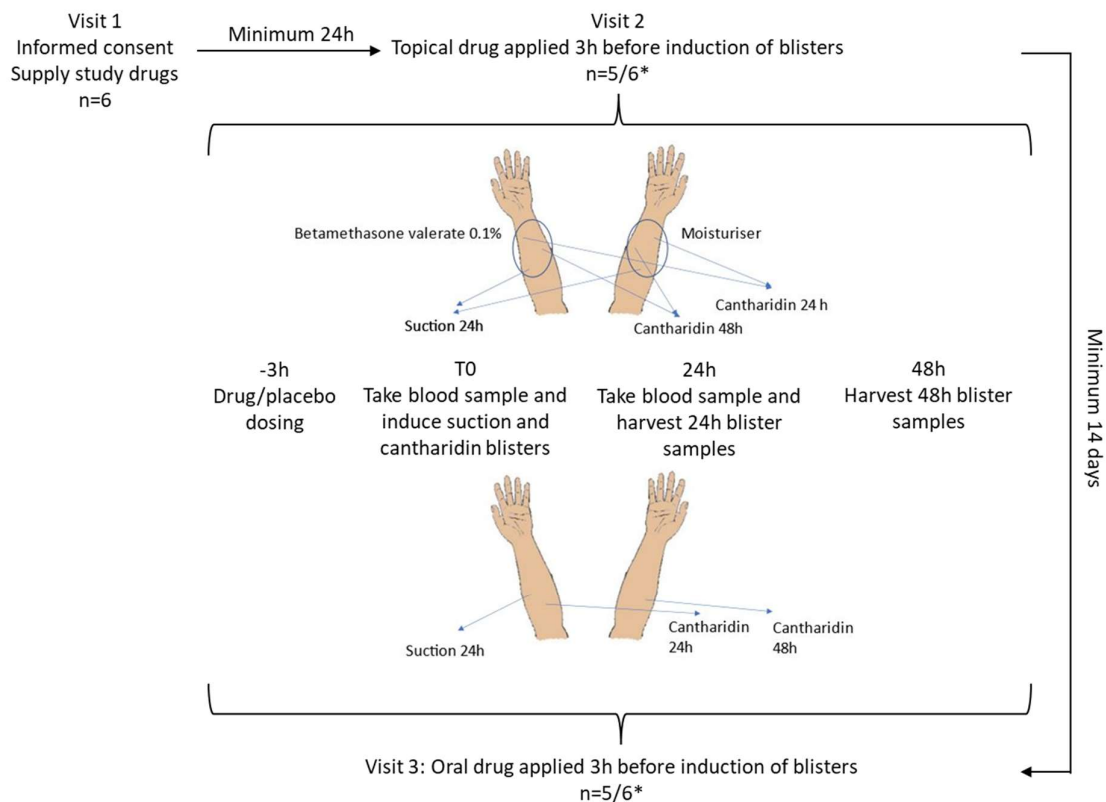 Visit 1
Informed consent
Supply study drugs
n=6
Minimum 24h
Visit 2
Topical drug applied 3h before induction of blisters
n=5/6*
Betamethasone valerate 0.1%
Moisturiser
Suction 24h
Cantharidin 48h
Cantharidin 24 h
-3h
Drug/placebo
dosing
T0
Take blood sample and
induce suction and
cantharidin blisters
24h
Take blood sample and
harvest 24h blister
samples
48h
Harvest 48h blister
samples
Minimum 14 days
Suction 24h
Cantharidin
24h
Cantharidin
48h
Visit 3: Oral drug applied 3h before induction of blisters
n=5/6*